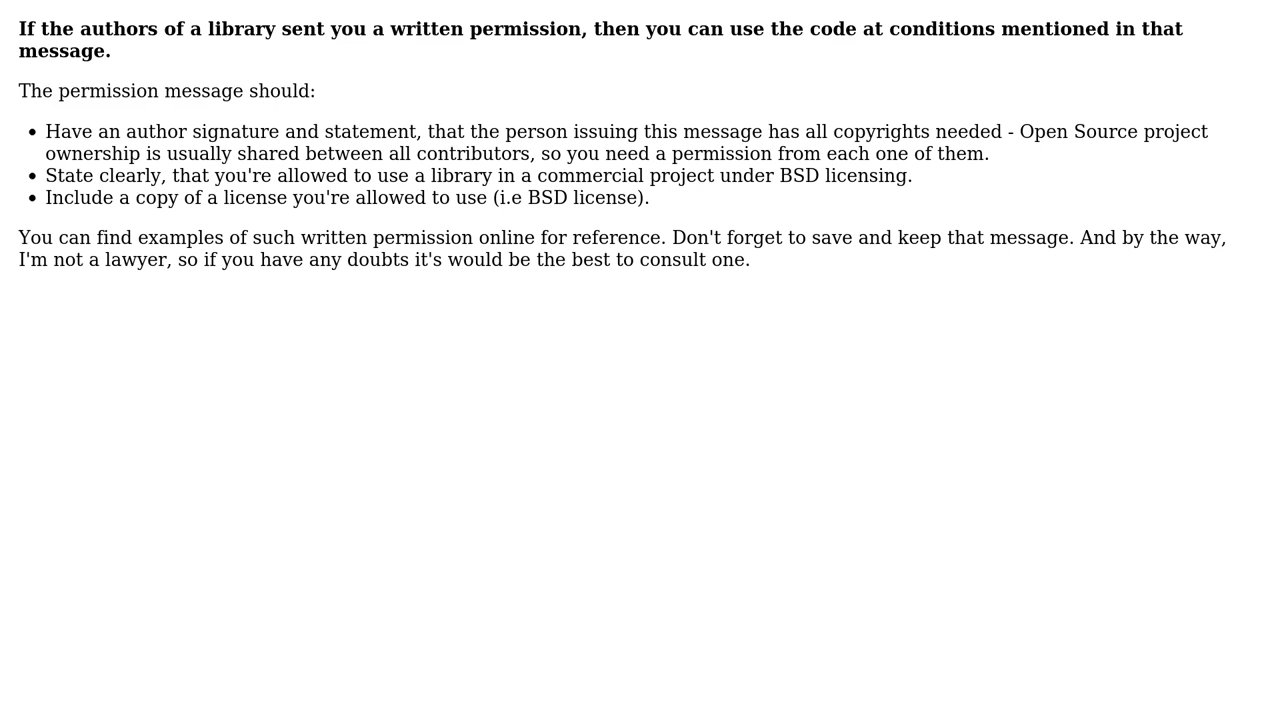 If the authors of a library sent you a written permission, then you can use the code at conditions mentioned in that
message.
The permission message should:
• Have an author signature and statement, that the person issuing this message has all copyrights needed - Open Source project
ownership is usually shared between all contributors, so you need a permission from each one of them.
• State clearly, that you're allowed to use a library in a commercial project under BSD licensing.
• Include a copy of a license you're allowed to use (i.e BSD license).
You can find examples of such written permission online for reference. Don't forget to save and keep that message. And by the way,
I'm not a lawyer, so if you have any doubts it's would be the best to consult one.